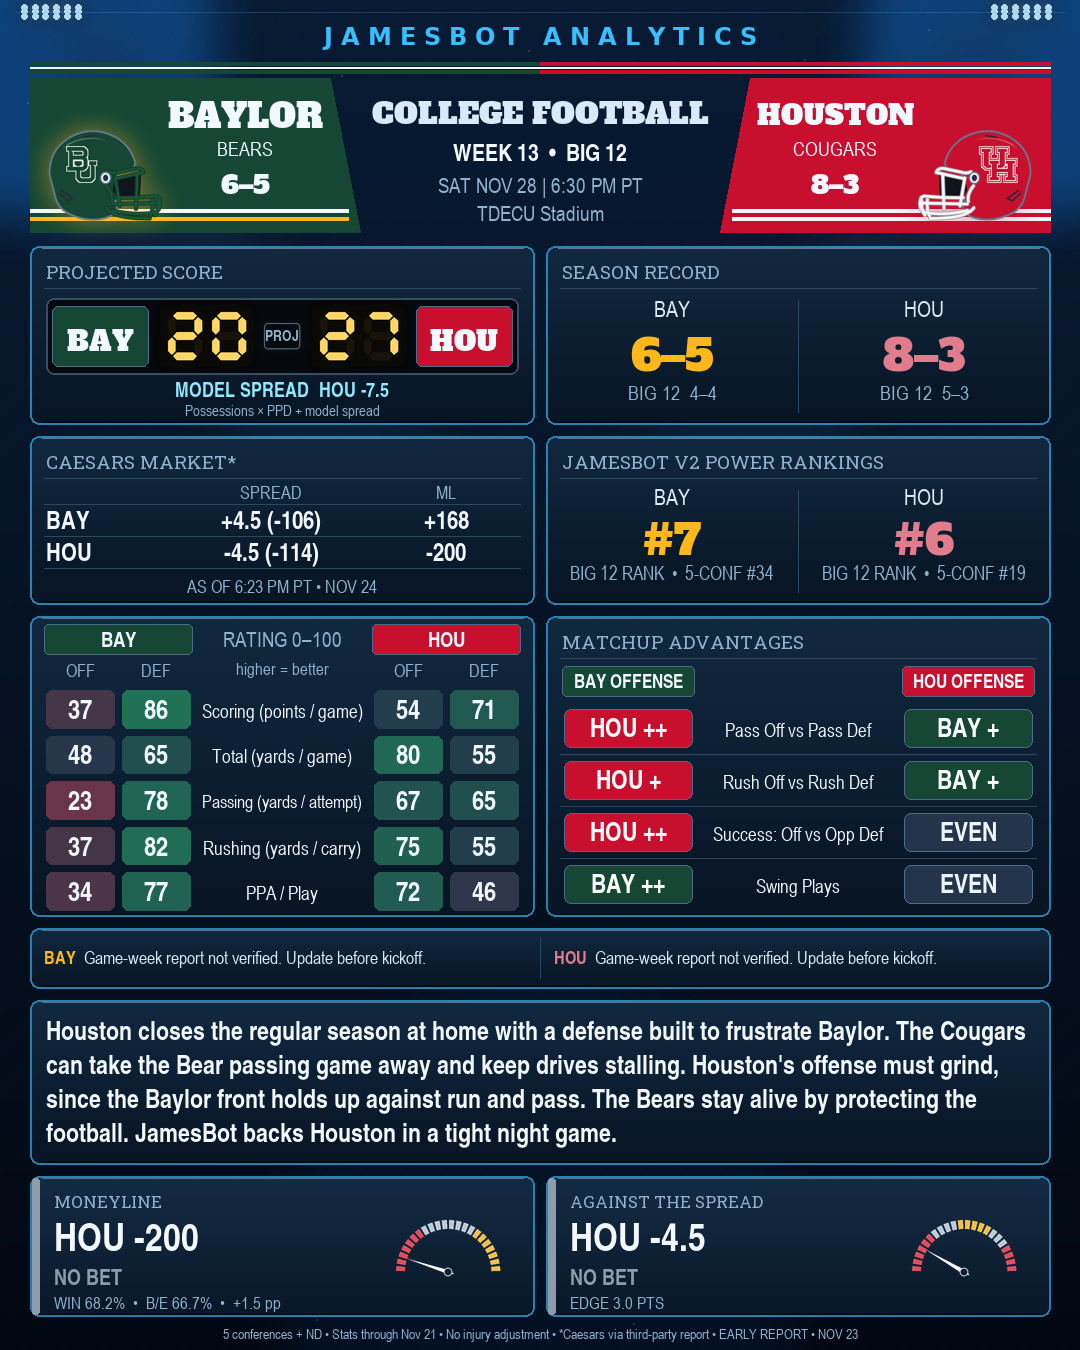 JAMESBOT ANALYTICS
BAYLOR
BEARS
6–5
COLLEGE FOOTBALL
WEEK 13 • BIG 12
SAT NOV 28 | 6:30 PM PT
TDECU Stadium
HOUSTON
COUGARS
8–3
BU
UH
PROJECTED SCORE
BAY 20 PROJ 27 HOU
MODEL SPREAD HOU -7.5
Possessions × PPD + model spread
SEASON RECORD
BAY HOU
6–5 8–3
BIG 12 4–4 BIG 12 5–3
CAESARS MARKET*
SPREAD ML
BAY +4.5 (-106) +168
HOU -4.5 (-114) -200
AS OF 6:23 PM PT • NOV 24
JAMESBOT V2 POWER RANKINGS
BAY HOU
#7 #6
BIG 12 RANK • 5-CONF #34 BIG 12 RANK • 5-CONF #19
BAY RATING 0–100 HOU
OFF DEF higher = better OFF DEF
37 86 Scoring (points / game) 54 71
48 65 Total (yards / game) 80 55
23 78 Passing (yards / attempt) 67 65
37 82 Rushing (yards / carry) 75 55
34 77 PPA / Play 72 46
MATCHUP ADVANTAGES
BAY OFFENSE HOU OFFENSE
HOU ++ Pass Off vs Pass Def BAY +
HOU + Rush Off vs Rush Def BAY +
HOU ++ Success: Off vs Opp Def EVEN
BAY ++ Swing Plays EVEN
BAY Game-week report not verified. Update before kickoff.
HOU Game-week report not verified. Update before kickoff.
Houston closes the regular season at home with a defense built to frustrate Baylor. The Cougars
can take the Bear passing game away and keep drives stalling. Houston's offense must grind,
since the Baylor front holds up against run and pass. The Bears stay alive by protecting the
football. JamesBot backs Houston in a tight night game.
MONEYLINE
HOU -200
NO BET
WIN 68.2% • B/E 66.7% • +1.5 pp
AGAINST THE SPREAD
HOU -4.5
NO BET
EDGE 3.0 PTS
5 conferences + ND • Stats through Nov 21 • No injury adjustment • *Caesars via third-party report • EARLY REPORT • NOV 23